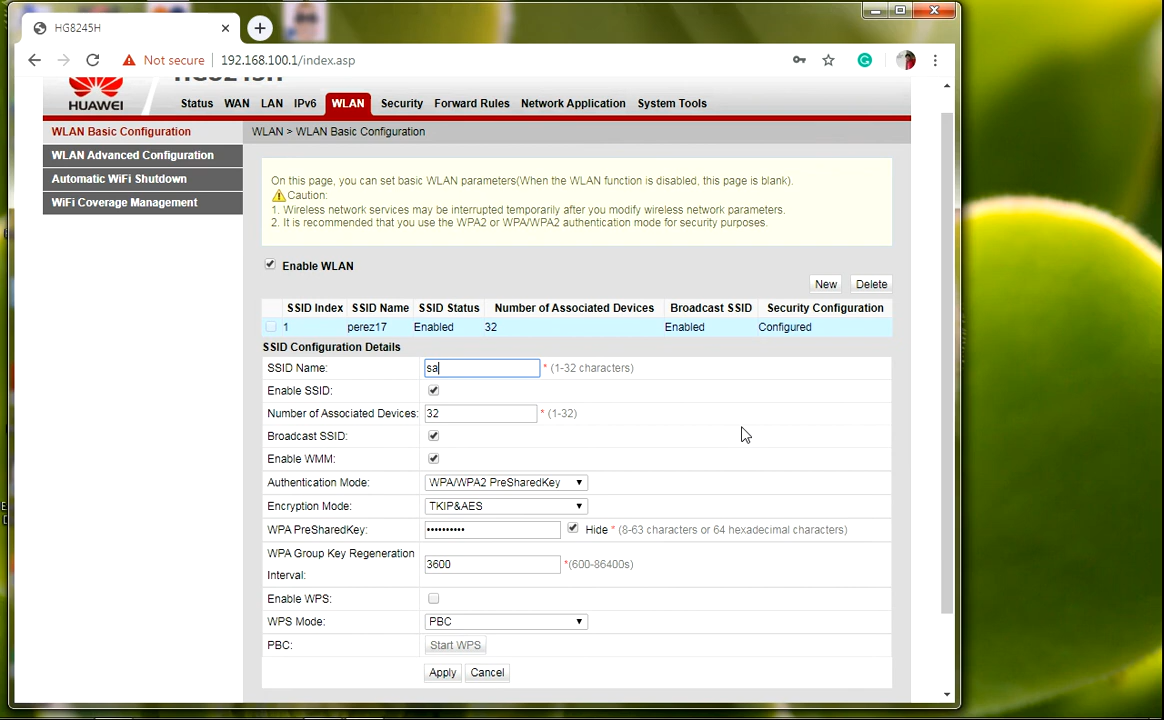 HG8245H
Not secure 192.168.100.1/index.asp
HG8245H
HUAWEI
Status WAN LAN IPv6 WLAN Security Forward Rules Network Application System Tools
WLAN Basic Configuration
WLAN > WLAN Basic Configuration
WLAN Advanced Configuration
Automatic WiFi Shutdown
WiFi Coverage Management
On this page, you can set basic WLAN parameters(When the WLAN function is disabled, this page is blank).
Caution:
1. Wireless network services may be interrupted temporarily after you modify wireless network parameters.
2. It is recommended that you use the WPA2 or WPA/WPA2 authentication mode for security purposes.
Enable WLAN
New Delete
SSID Index SSID Name SSID Status Number of Associated Devices Broadcast SSID Security Configuration
1 perez17 Enabled 32 Enabled Configured
SSID Configuration Details
SSID Name: sa * (1-32 characters)
Enable SSID:
Number of Associated Devices: 32 * (1-32)
Broadcast SSID:
Enable WMM:
Authentication Mode: WPA/WPA2 PreSharedKey
Encryption Mode: TKIP&AES
WPA PreSharedKey: •••••••••• Hide * (8-63 characters or 64 hexadecimal characters)
WPA Group Key Regeneration
Interval: 3600 *(600-86400s)
Enable WPS:
WPS Mode: PBC
PBC: Start WPS
Apply Cancel